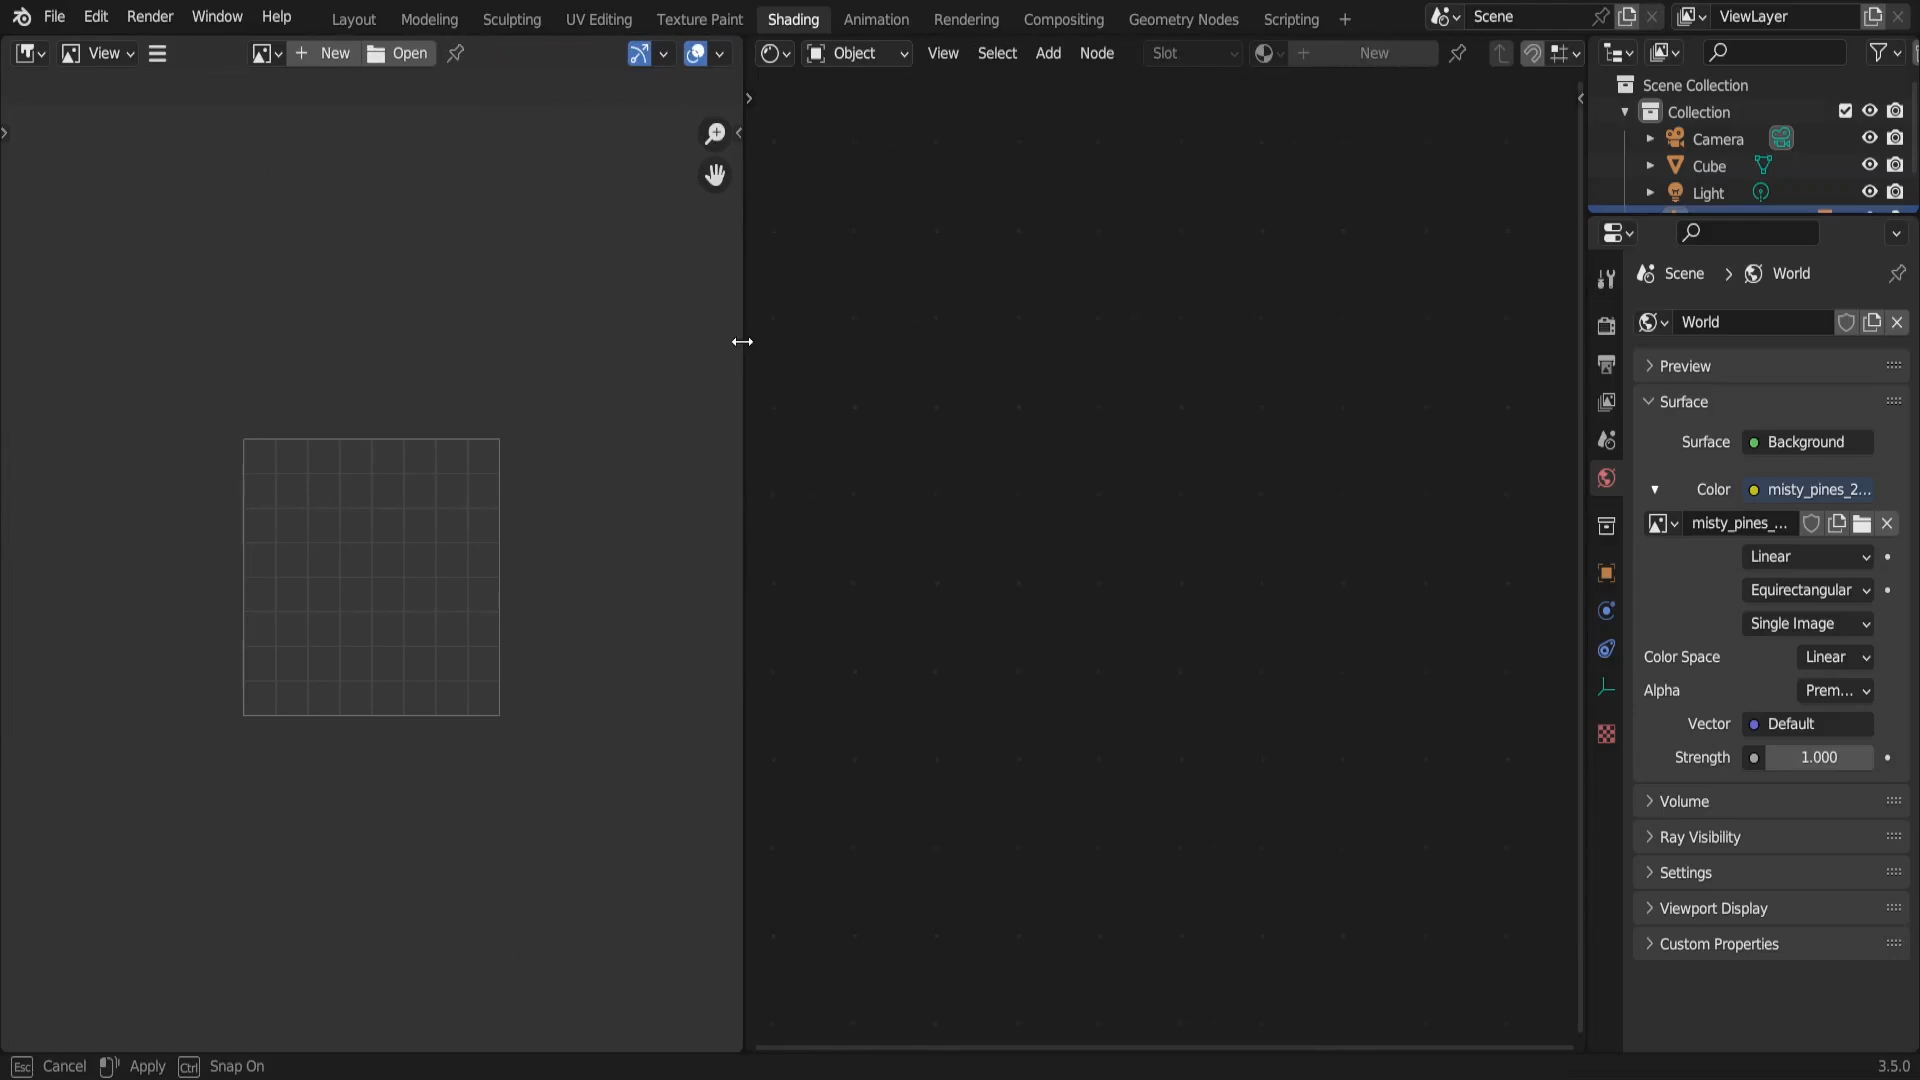 File Edit Render Window Help Layout Modeling Sculpting UV Editing Texture Paint Shading Animation Rendering Compositing Geometry Nodes Scripting + Scene ViewLayer
View + New Open Object View Select Add Node Slot + New
Scene Collection
Collection
Camera
Cube
Light
Scene > World
World
Preview
Surface
Surface Background
Color misty_pines_2...
misty_pines_...
Linear
Equirectangular
Single Image
Color Space Linear
Alpha Prem...
Vector Default
Strength 1.000
Volume
Ray Visibility
Settings
Viewport Display
Custom Properties
Esc Cancel Apply Ctrl Snap On 3.5.0